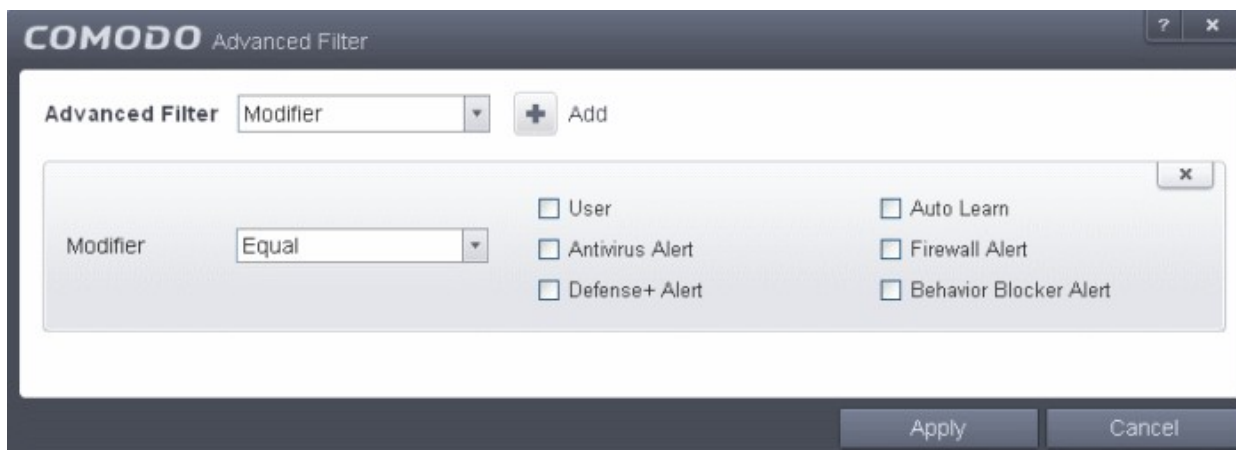 COMODO Advanced Filter ? x
Advanced Filter Modifier + Add
x
User Auto Learn
Modifier Equal Antivirus Alert Firewall Alert
Defense+ Alert Behavior Blocker Alert
Apply Cancel